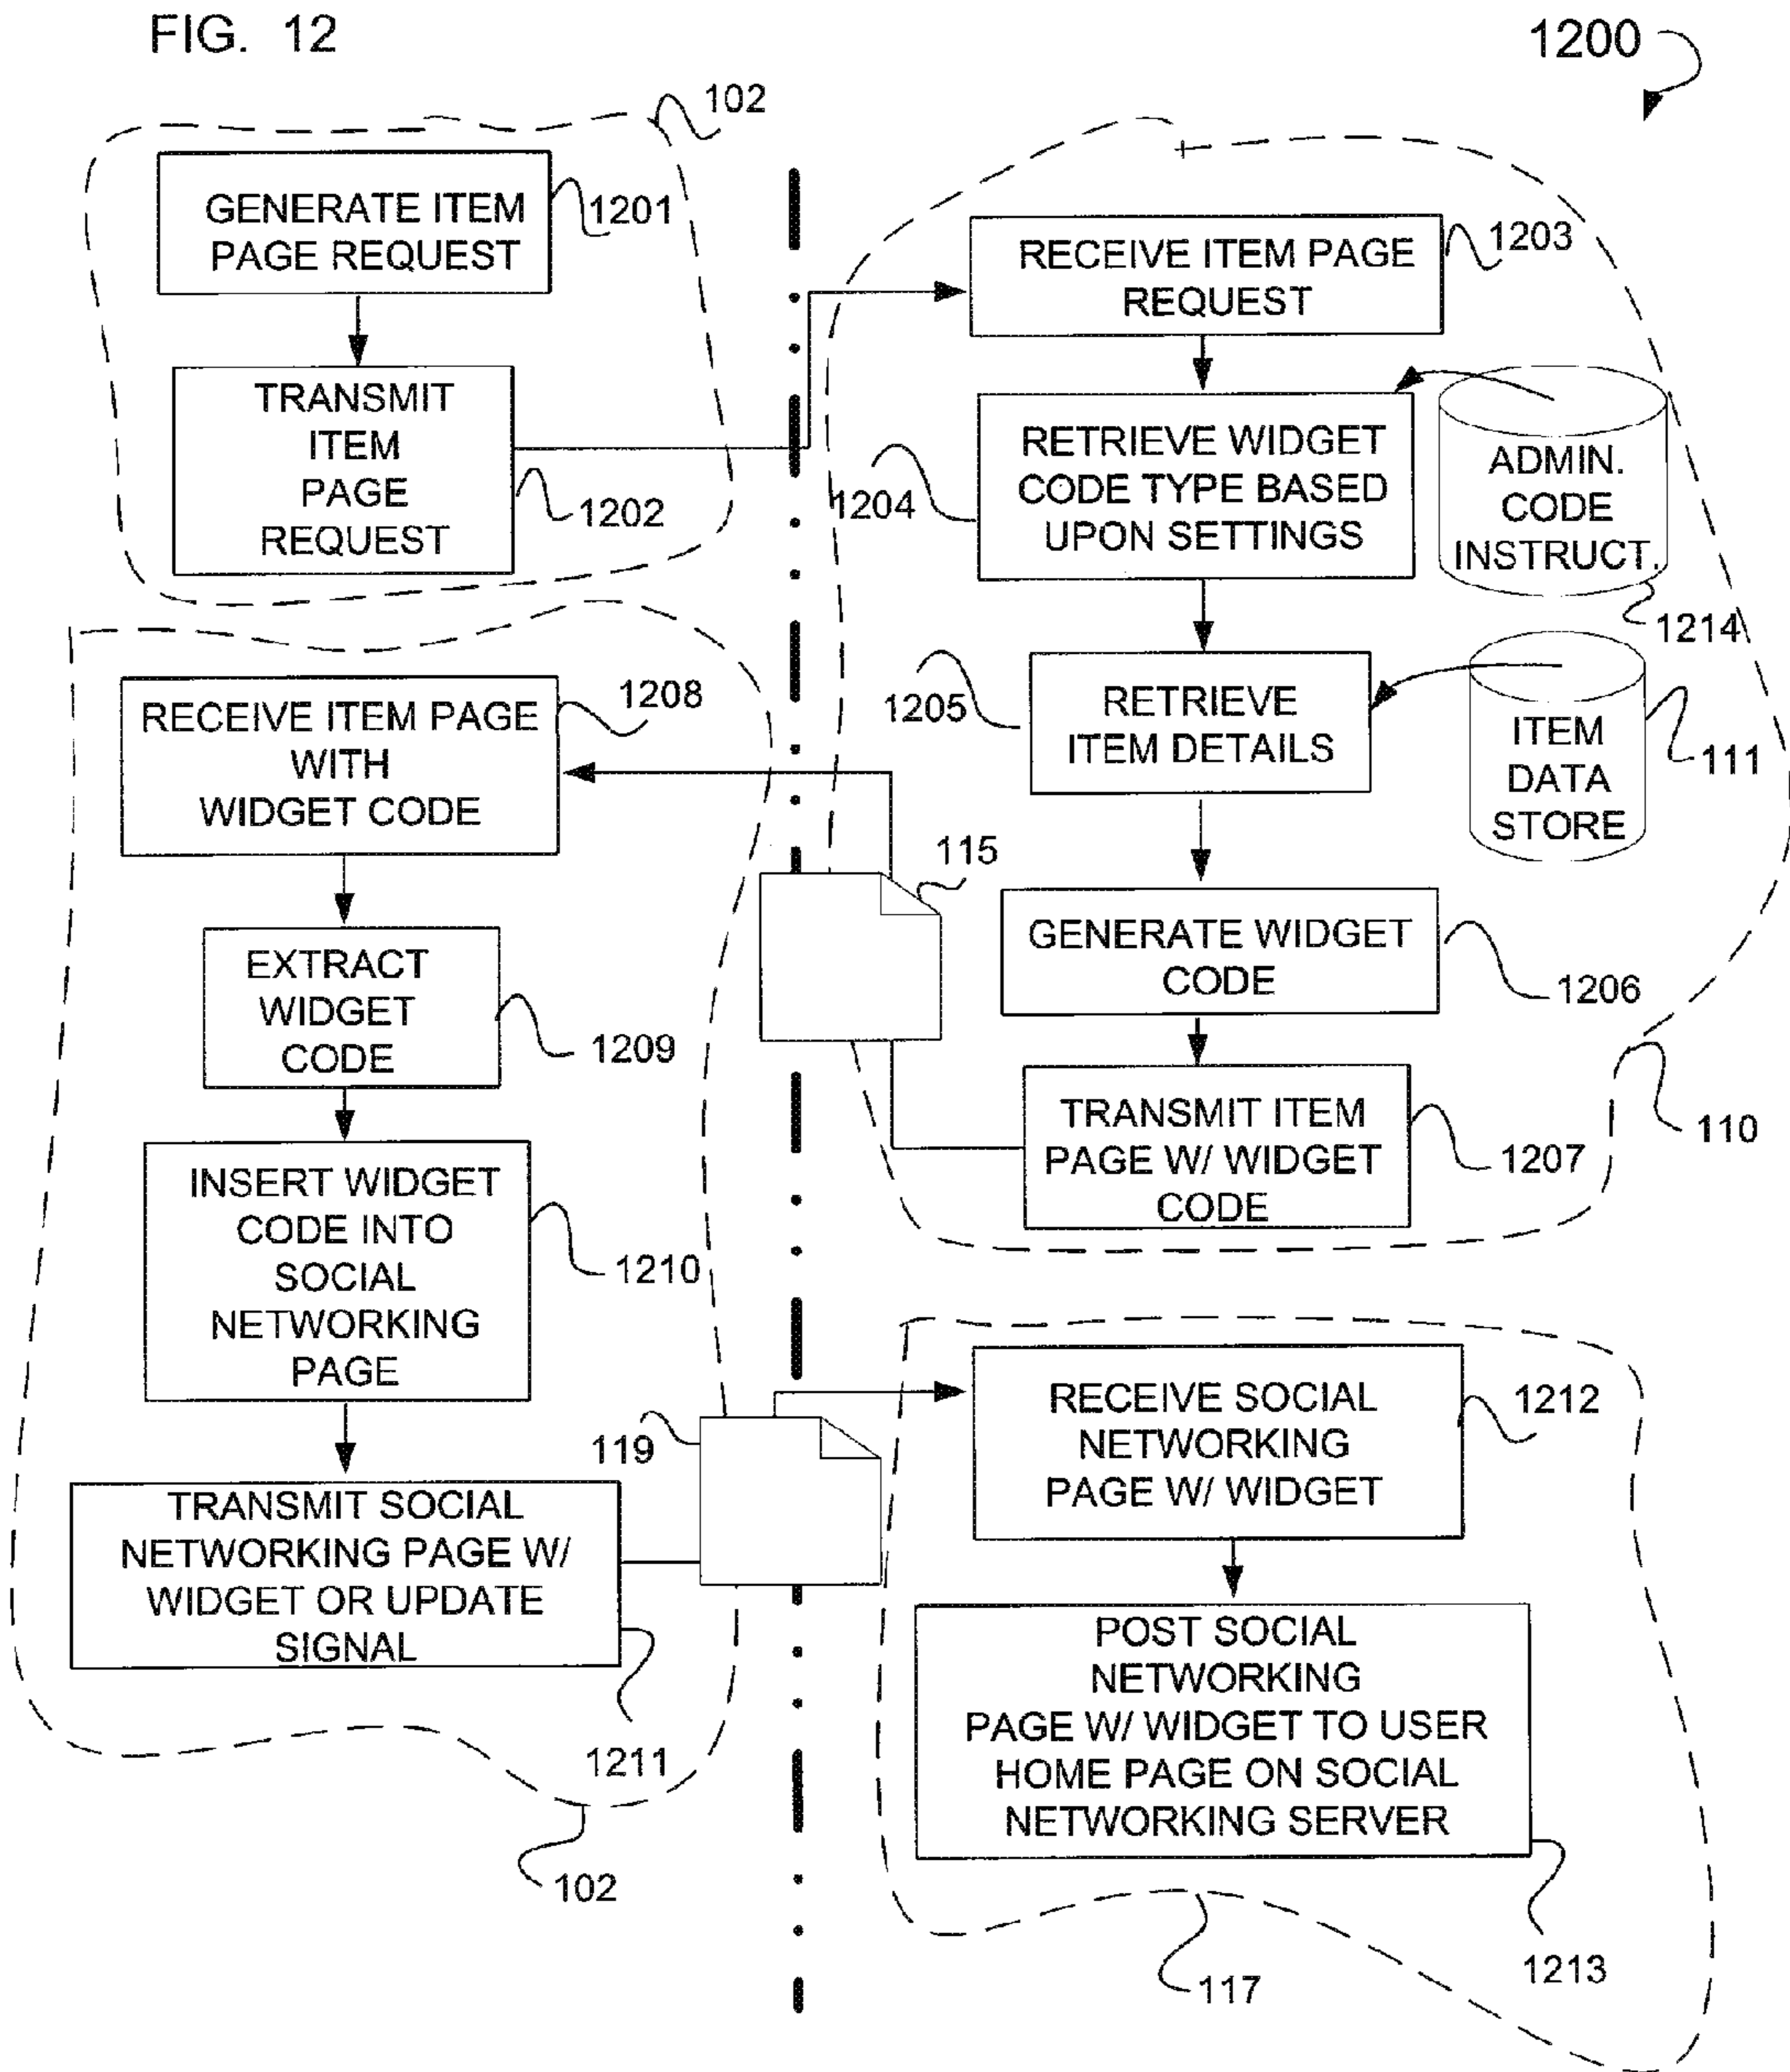 FIG. 12
1200
102
GENERATE ITEM
PAGE REQUEST
1201
TRANSMIT
ITEM
PAGE
REQUEST
1202
RECEIVE ITEM PAGE
REQUEST
1203
RETRIEVE WIDGET
CODE TYPE BASED
UPON SETTINGS
1204
ADMIN.
CODE
INSTRUCT.
1214
RETRIEVE
ITEM DETAILS
1205
ITEM
DATA
STORE
111
GENERATE WIDGET
CODE
1206
TRANSMIT ITEM
PAGE W/ WIDGET
CODE
1207
110
115
RECEIVE ITEM PAGE
WITH
WIDGET CODE
1208
EXTRACT
WIDGET
CODE
1209
INSERT WIDGET
CODE INTO
SOCIAL
NETWORKING
PAGE
1210
TRANSMIT SOCIAL
NETWORKING PAGE W/
WIDGET OR UPDATE
SIGNAL
1211
102
119
RECEIVE SOCIAL
NETWORKING
PAGE W/ WIDGET
1212
POST SOCIAL
NETWORKING
PAGE W/ WIDGET TO USER
HOME PAGE ON SOCIAL
NETWORKING SERVER
1213
117